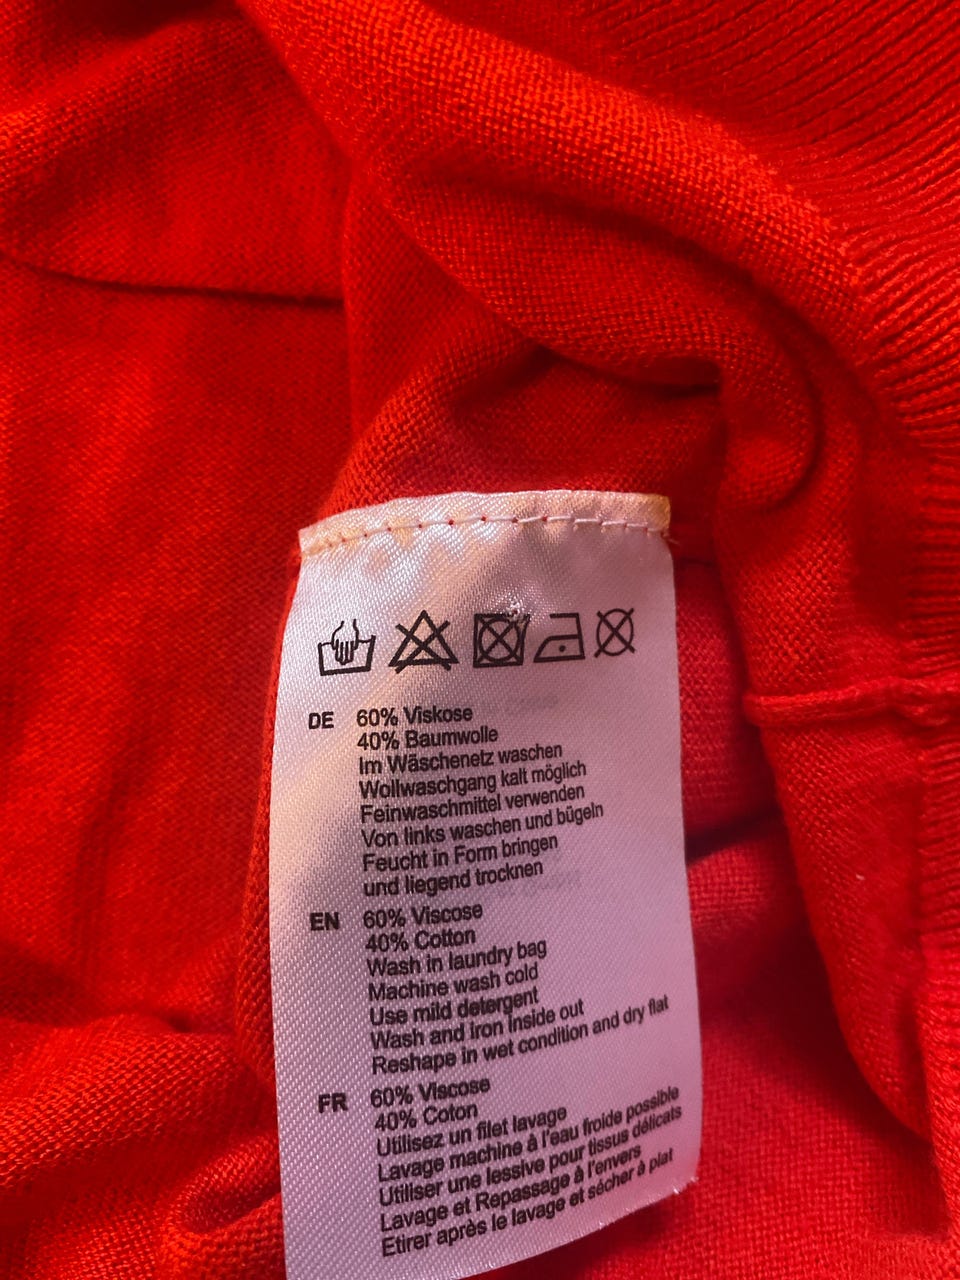 DE 60% Viskose
40% Baumwolle
Im Wäschenetz waschen
Wollwaschgang kalt möglich
Feinwaschmittel verwenden
Von links waschen und bügeln
Feucht in Form bringen
und liegend trocknen
EN 60% Viscose
40% Cotton
Wash in laundry bag
Machine wash cold
Use mild detergent
Wash and iron Inside out
Reshape in wet condition and dry flat
FR 60% Viscose
40% Coton
Utilisez un filet lavage
Lavage machine à l'eau froide possible
Utiliser une lessive pour tissus délicats
Lavage et Repassage à l'envers
Etirer après le lavage et sécher à plat